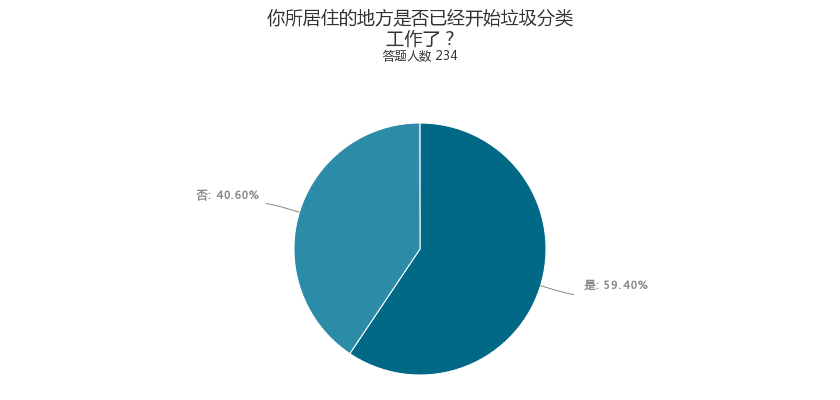 你所居住的地方是否已经开始垃圾分类
工作了？
答题人数 234
否: 40.60%
是: 59.40%